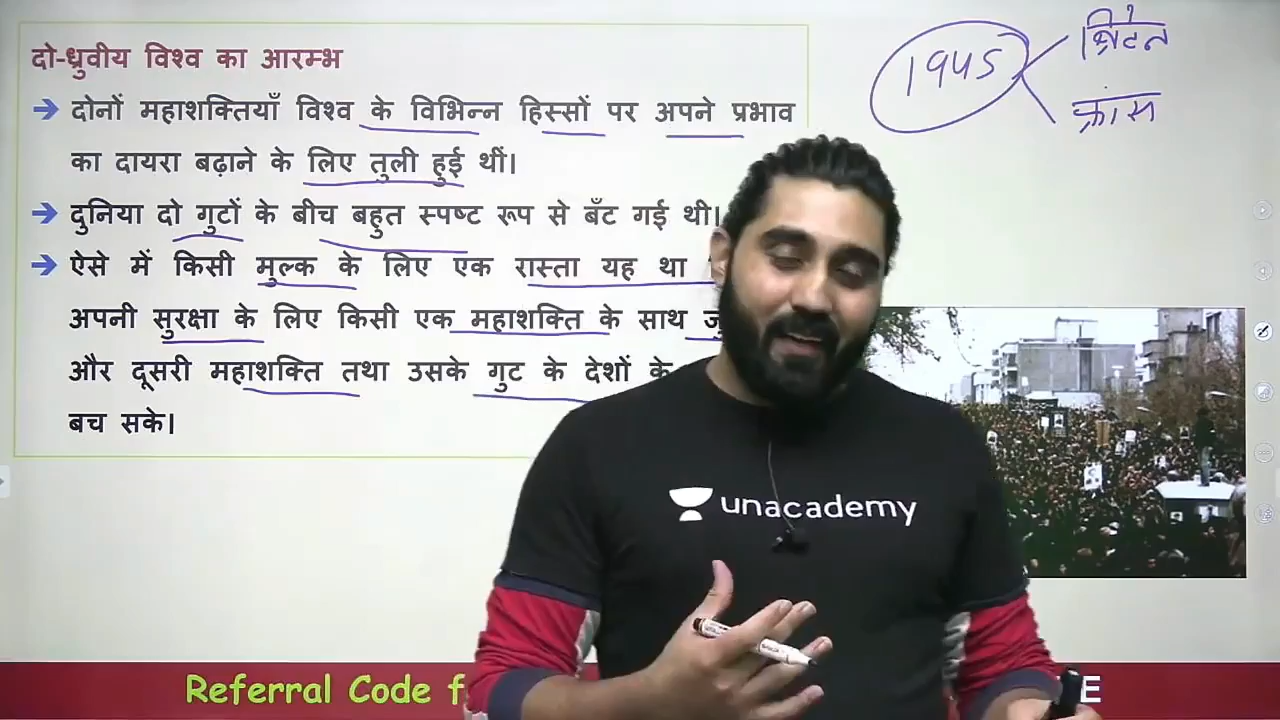 दो-ध्रुवीय विश्व का आरम्भ
→ दोनों महाशक्तियाँ विश्व के विभिन्न हिस्सों पर अपने प्रभाव
का दायरा बढ़ाने के लिए तुली हुई थीं।
→ दुनिया दो गुटों के बीच बहुत स्पष्ट रूप से बँट गई थी।
→ ऐसे में किसी मुल्क के लिए एक रास्ता यह था
अपनी सुरक्षा के लिए किसी एक महाशक्ति के साथ
और दूसरी महाशक्ति तथा उसके गुट के देशों के
बच सके।
1945
ब्रिटेन
फ्रांस
unacademy
Referral Code